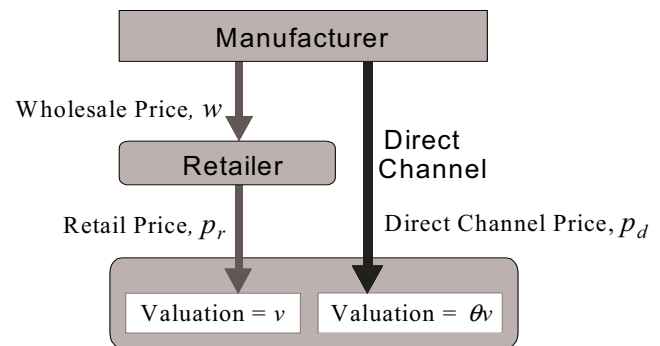 Manufacturer
Wholesale Price, w
Direct
Channel
Retailer
Retail Price, p_r
Direct Channel Price, p_d
Valuation = v
Valuation = θv